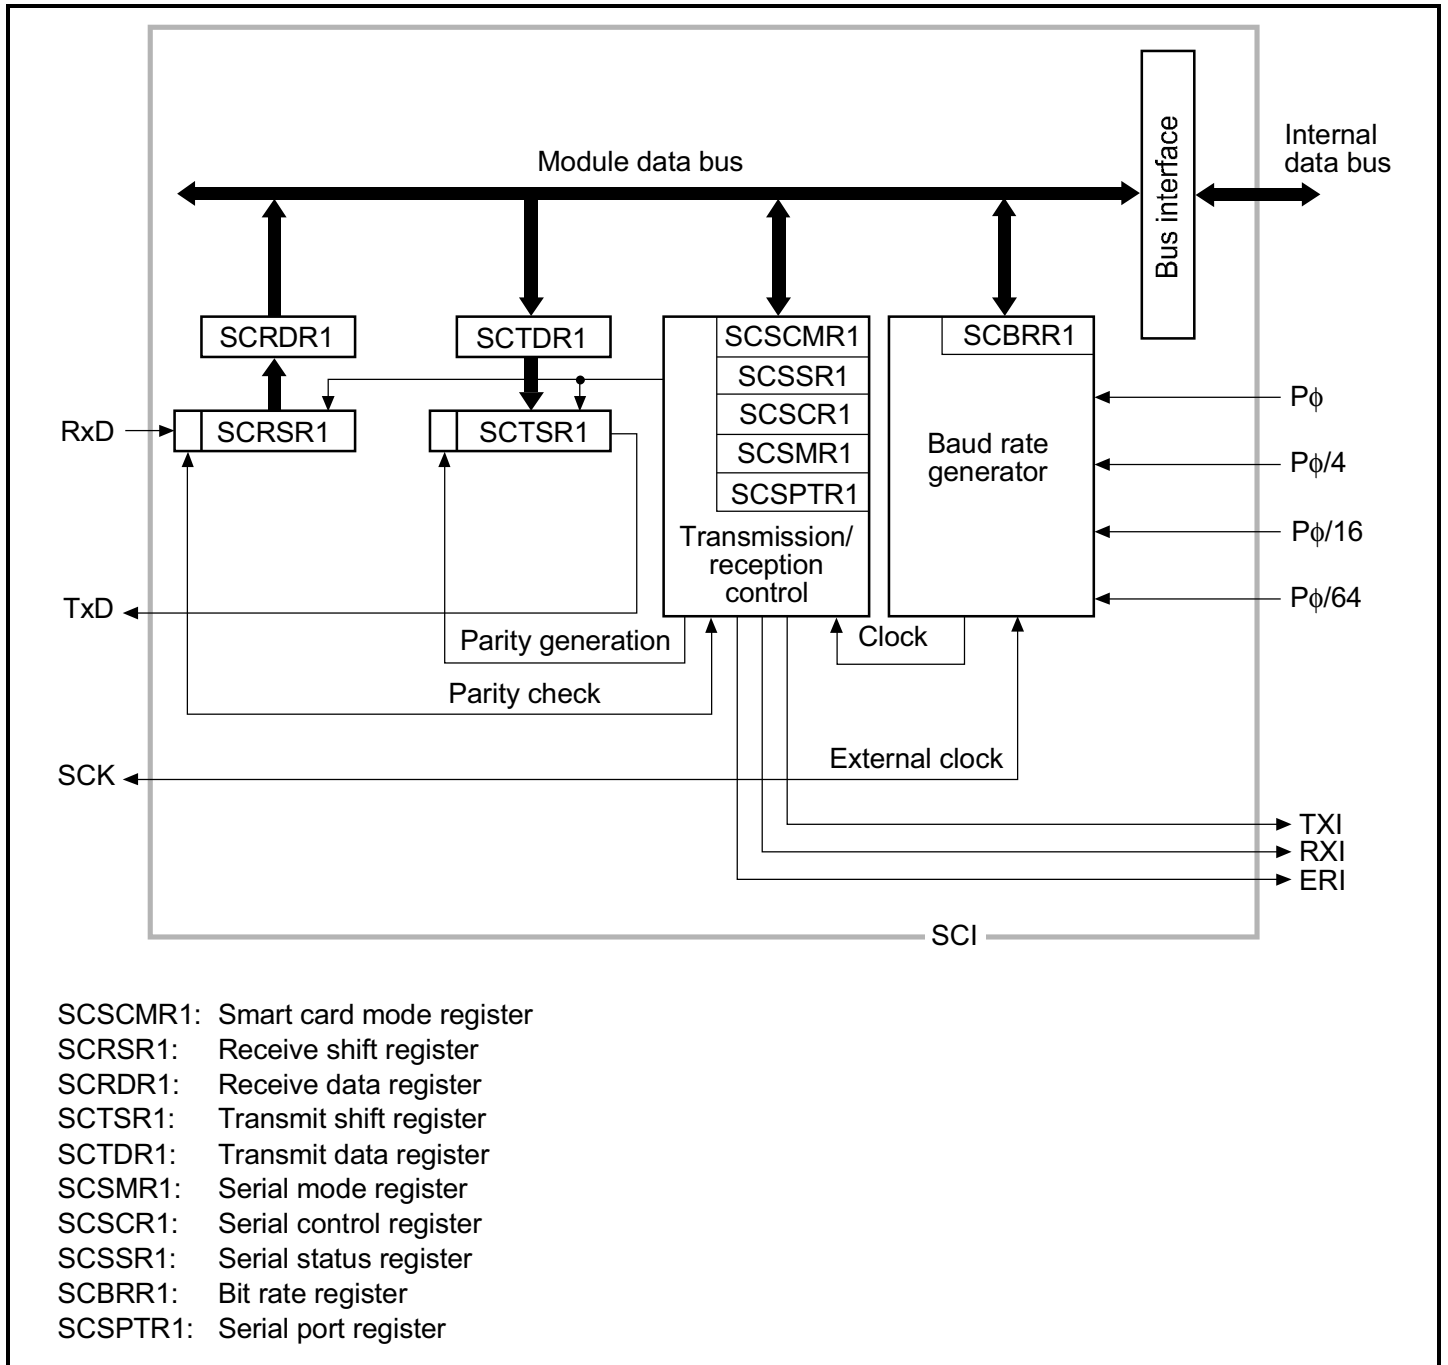 Module data bus
Bus interface
Internal
data bus
SCRDR1
SCTDR1
SCSCMR1
SCBRR1
SCSSR1
SCSCR1
SCSMR1
SCSPTR1
RxD
SCRSR1
SCTSR1
Baud rate
generator
Pϕ
Pϕ/4
Pϕ/16
Pϕ/64
Transmission/
reception
control
TxD
Parity generation
Clock
Parity check
External clock
SCK
TXI
RXI
ERI
SCI
SCSCMR1: Smart card mode register
SCRSR1: Receive shift register
SCRDR1: Receive data register
SCTSR1: Transmit shift register
SCTDR1: Transmit data register
SCSMR1: Serial mode register
SCSCR1: Serial control register
SCSSR1: Serial status register
SCBRR1: Bit rate register
SCSPTR1: Serial port register